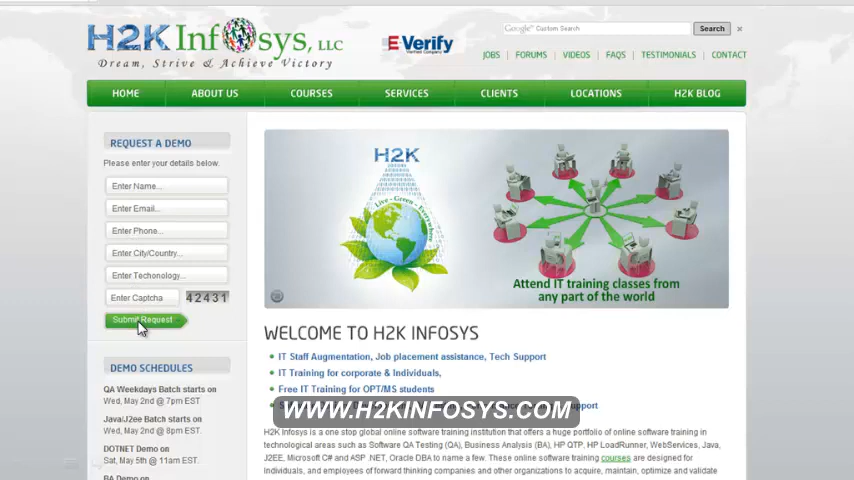 H2K Infosys, LLC
Dream, Strive & Achieve Victory
E Verify
Google™ Custom Search
Search
JOBS | FORUMS | VIDEOS | FAQS | TESTIMONIALS | CONTACT
HOME ABOUT US COURSES SERVICES CLIENTS LOCATIONS H2K BLOG
REQUEST A DEMO
Please enter your details below.
Enter Name...
Enter Email...
Enter Phone...
Enter City/Country...
Enter Techonology...
Enter Captcha 42431
Submit Request
DEMO SCHEDULES
QA Weekdays Batch starts on
Wed, May 2nd @ 7pm EST.
Java/J2ee Batch starts on
Wed, May 2nd @ 8pm EST.
DOTNET Demo on
Sat, May 5th @ 11am EST.
BA Demo on
H2K
Live - Green - Everywhere
Attend IT training classes from
any part of the world
WELCOME TO H2K INFOSYS
IT Staff Augmentation, Job placement assistance, Tech Support
IT Training for corporate & Individuals,
Free IT Training for OPT/MS students
support
WWW.H2KINFOSYS.COM
H2K Infosys is a one stop global online software training institution that offers a huge portfolio of online software training in
technological areas such as Software QA Testing (QA), Business Analysis (BA), HP QTP, HP LoadRunner, WebServices, Java,
J2EE, Microsoft C# and ASP .NET, Oracle DBA to name a few. These online software training courses are designed for
Individuals, and employees of forward thinking companies and other organizations to acquire, maintain, optimize and validate